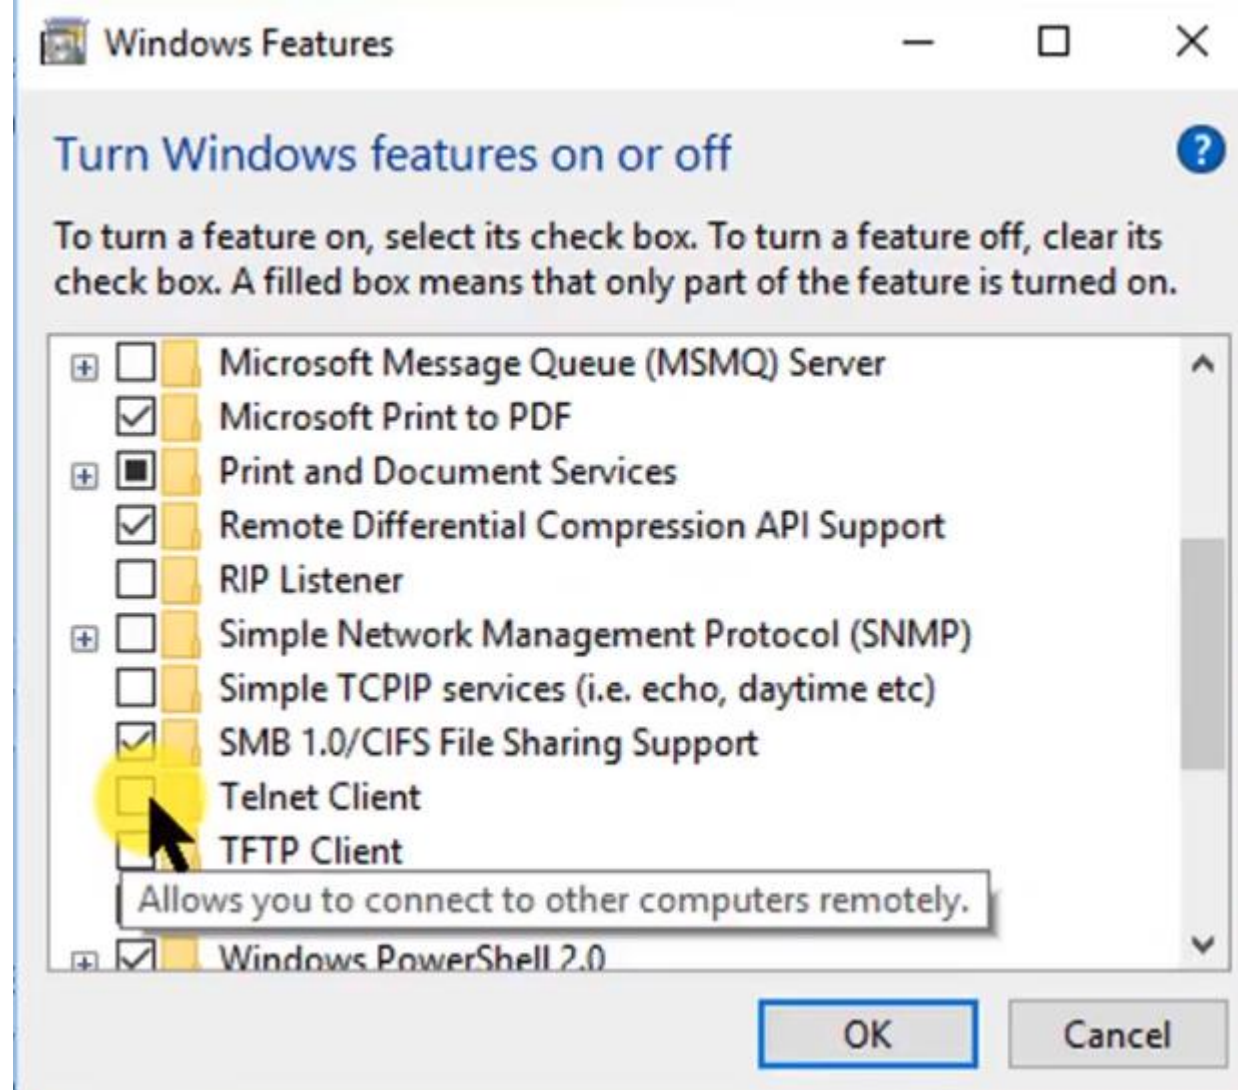 Windows Features
Turn Windows features on or off
?
To turn a feature on, select its check box. To turn a feature off, clear its
check box. A filled box means that only part of the feature is turned on.
Microsoft Message Queue (MSMQ) Server
Microsoft Print to PDF
Print and Document Services
Remote Differential Compression API Support
RIP Listener
Simple Network Management Protocol (SNMP)
Simple TCPIP services (i.e. echo, daytime etc)
SMB 1.0/CIFS File Sharing Support
Telnet Client
TFTP Client
Allows you to connect to other computers remotely.
Windows PowerShell 2.0
OK
Cancel